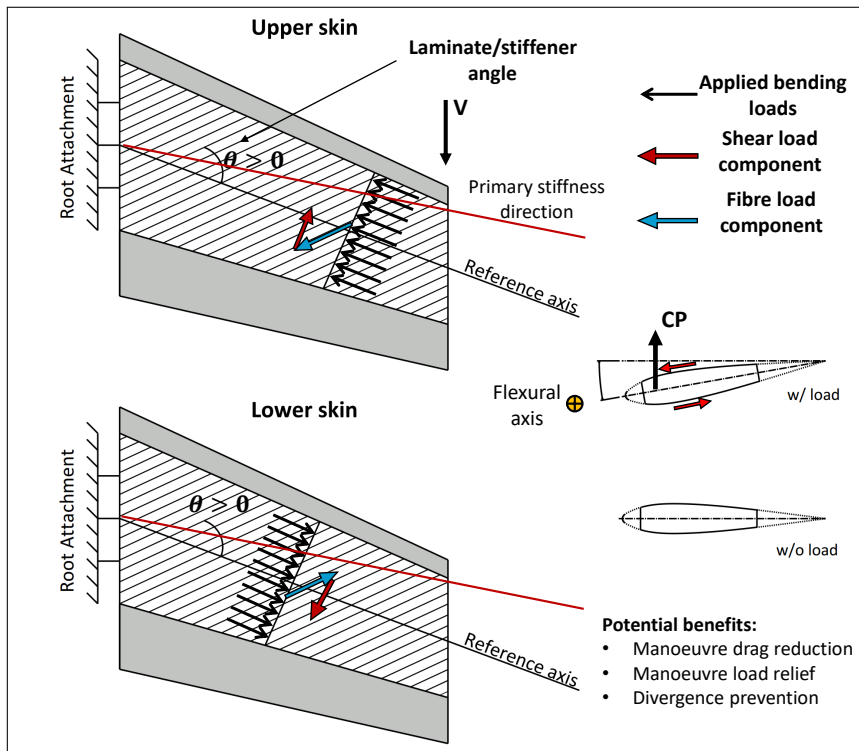 Upper skin
Laminate/stiffener
angle
V
Applied bending
loads
Shear load
component
Fibre load
component
Root Attachment
θ > 0
Primary stiffness
direction
Reference axis
CP
Flexural
axis
w/ load
Lower skin
Root Attachment
θ > 0
Reference axis
w/o load
Potential benefits:
• Manoeuvre drag reduction
• Manoeuvre load relief
• Divergence prevention